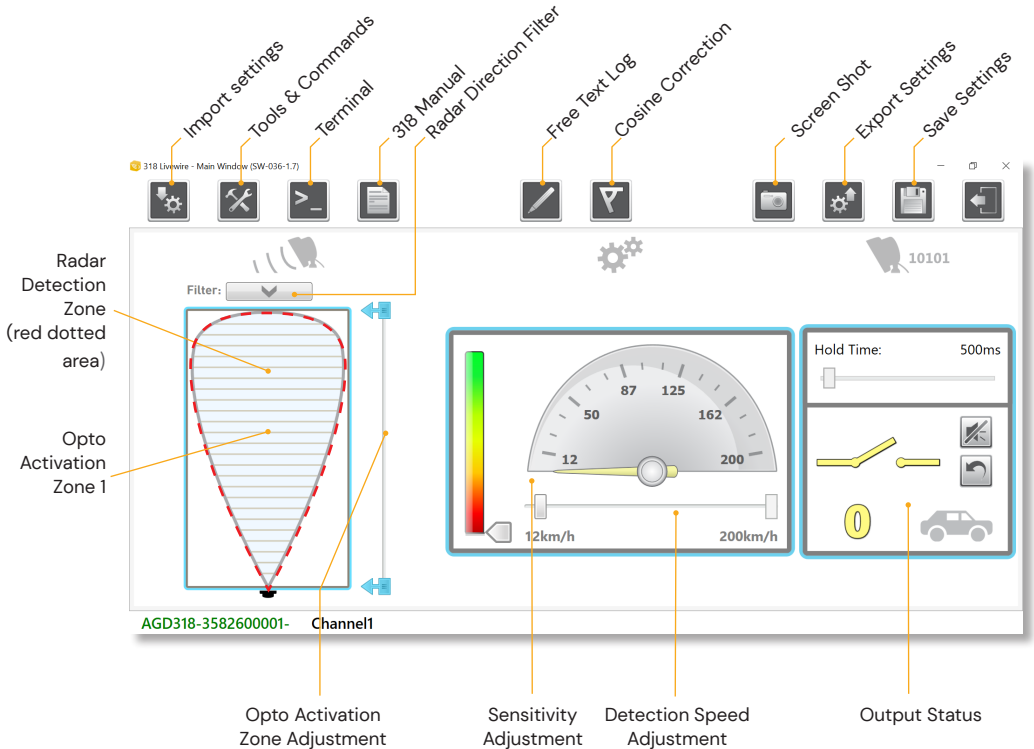 Import settings
Tools & Commands
Terminal
318 Manual
Radar Direction Filter
Free Text Log
Cosine Correction
Screen Shot
Export Settings
Save Settings
318 Livewire - Main Window (SW-036-1.7)
>_
10101
Filter:
Radar
Detection
Zone
(red dotted
area)
Opto
Activation
Zone 1
12
50
87
125
162
200
12km/h
200km/h
Hold Time:
500ms
0
AGD318-3582600001-
Channel1
Opto Activation
Zone Adjustment
Sensitivity
Adjustment
Detection Speed
Adjustment
Output Status